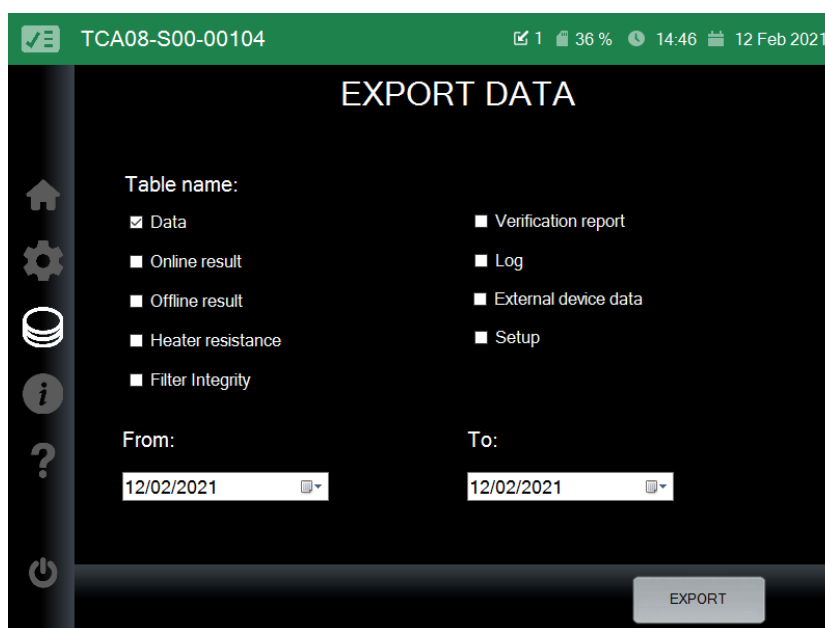 TCA08-S00-00104 1 36 % 14:46 12 Feb 2021
EXPORT DATA
Table name:
Data
Online result
Offline result
Heater resistance
Filter Integrity
Verification report
Log
External device data
Setup
From:
12/02/2021
To:
12/02/2021
EXPORT